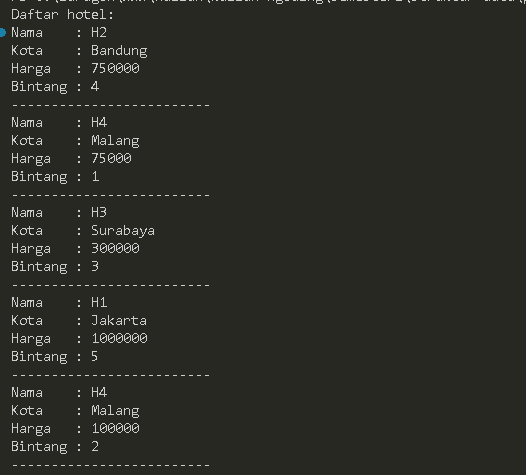 Daftar hotel:
Nama    : H2
Kota    : Bandung
Harga   : 750000
Bintang : 4
-------------------------
Nama    : H4
Kota    : Malang
Harga   : 75000
Bintang : 1
-------------------------
Nama    : H3
Kota    : Surabaya
Harga   : 300000
Bintang : 3
-------------------------
Nama    : H1
Kota    : Jakarta
Harga   : 1000000
Bintang : 5
-------------------------
Nama    : H4
Kota    : Malang
Harga   : 100000
Bintang : 2
-------------------------